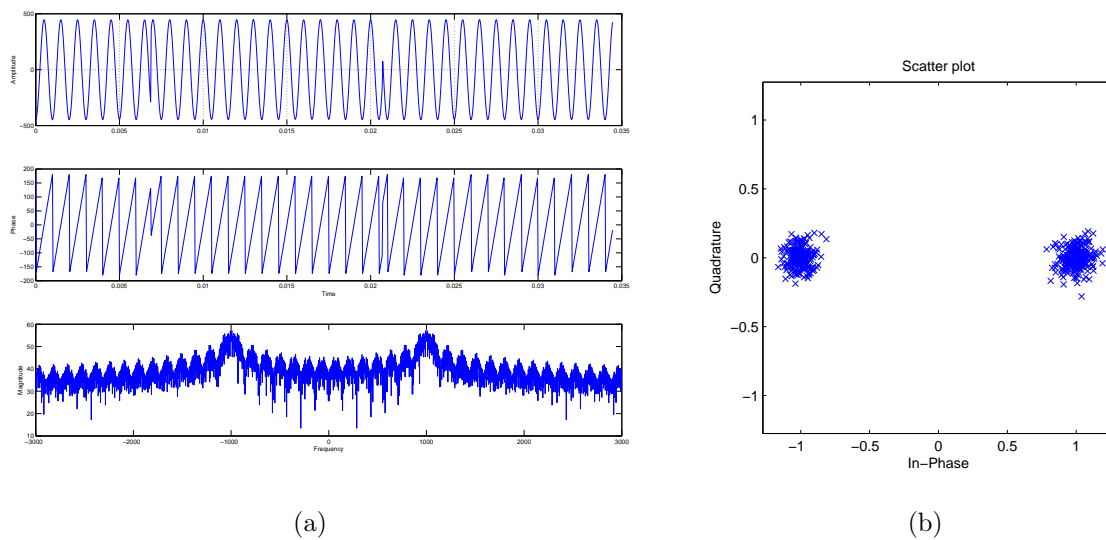 500
0
−500
Amplitude
0 0.005 0.01 0.015 0.02 0.025 0.03 0.035
200
150
100
50
0
−50
−100
−150
−200
Phase
0 0.005 0.01 0.015 0.02 0.025 0.03 0.035
Time
60
50
40
30
20
10
Magnitude
−3000 −2000 −1000 0 1000 2000 3000
Frequency
(a)
Scatter plot
1
0.5
0
−0.5
−1
Quadrature
−1 −0.5 0 0.5 1
In−Phase
(b)